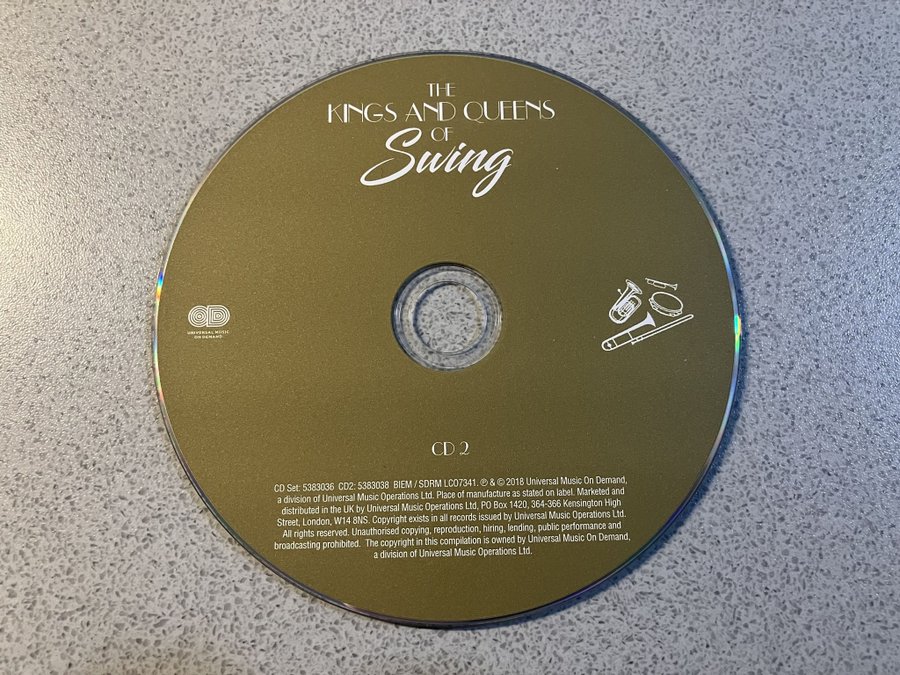 THE
KINGS AND QUEENS
OF
Swing
UNIVERSAL MUSIC
ON DEMAND
CD 2
CD Set: 5383036 CD2: 5383038 BIEM / SDRM LC07341. ℗ & © 2018 Universal Music On Demand,
a division of Universal Music Operations Ltd. Place of manufacture as stated on label. Marketed and
distributed in the UK by Universal Music Operations Ltd, PO Box 1420, 364-366 Kensington High
Street, London, W14 8NS. Copyright exists in all records issued by Universal Music Operations Ltd.
All rights reserved. Unauthorised copying, reproduction, hiring, lending, public performance and
broadcasting prohibited. The copyright in this compilation is owned by Universal Music On Demand,
a division of Universal Music Operations Ltd.